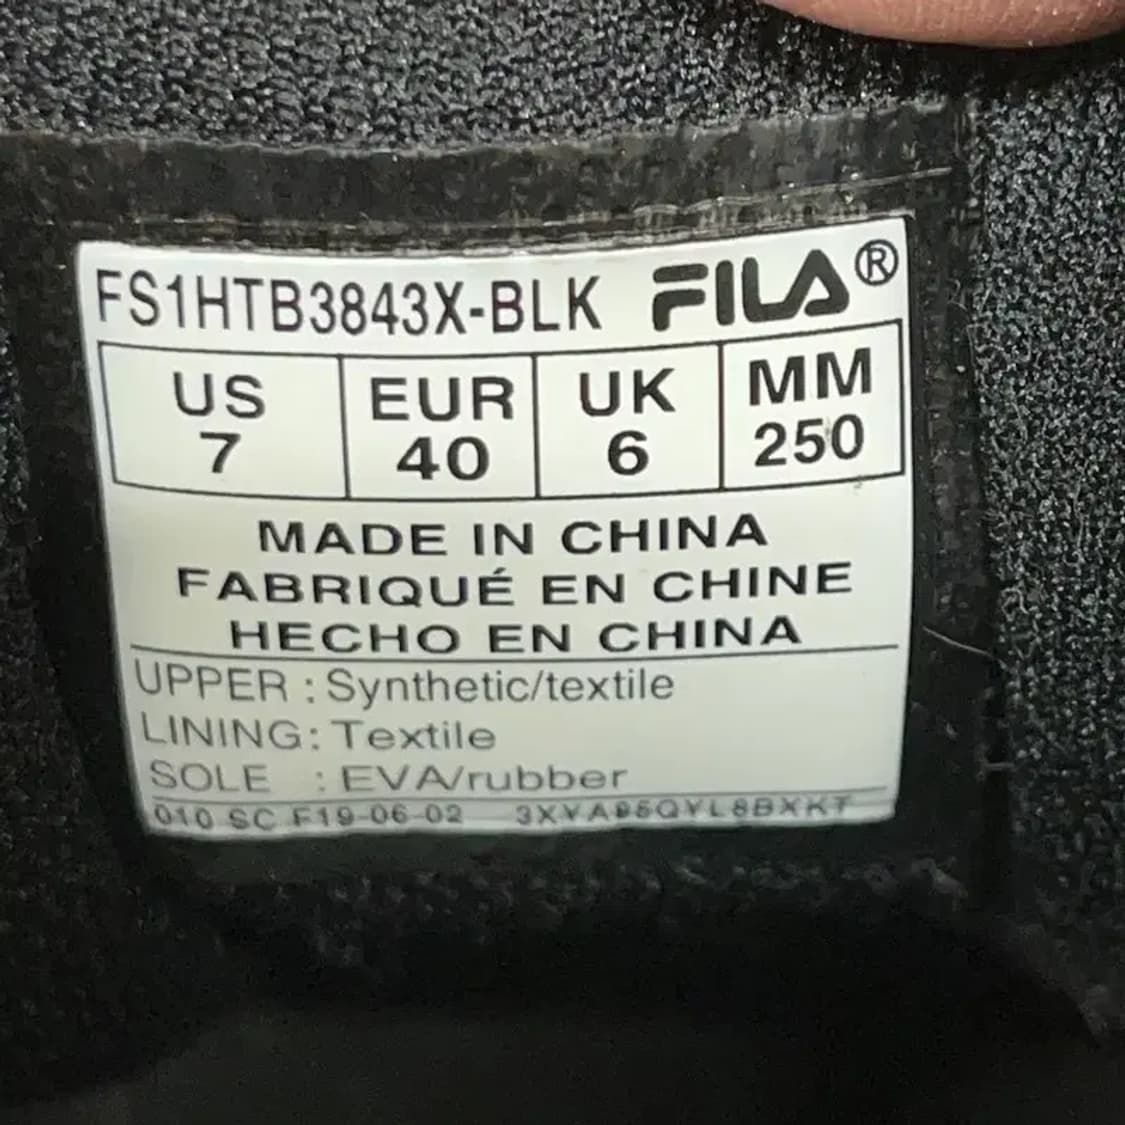 FS1HTB3843X-BLK FILA®
US EUR UK MM
7 40 6 250
MADE IN CHINA
FABRIQUÉ EN CHINE
HECHO EN CHINA
UPPER : Synthetic/textile
LINING: Textile
SOLE : EVA/rubber
010 SC F19-06-02